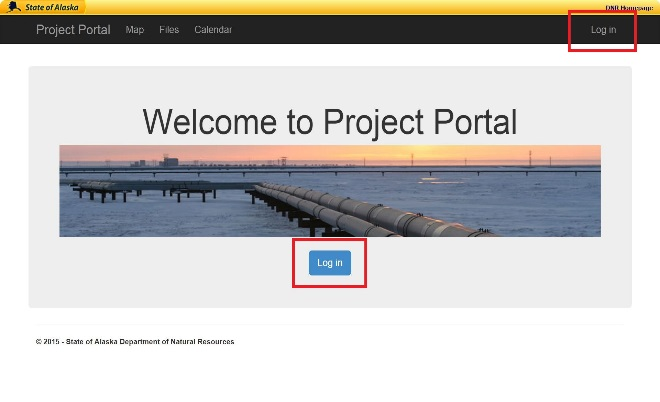 State of Alaska
DNR Homepage
Project Portal Map Files Calendar Log in
Welcome to Project Portal
Log in
© 2015 - State of Alaska Department of Natural Resources